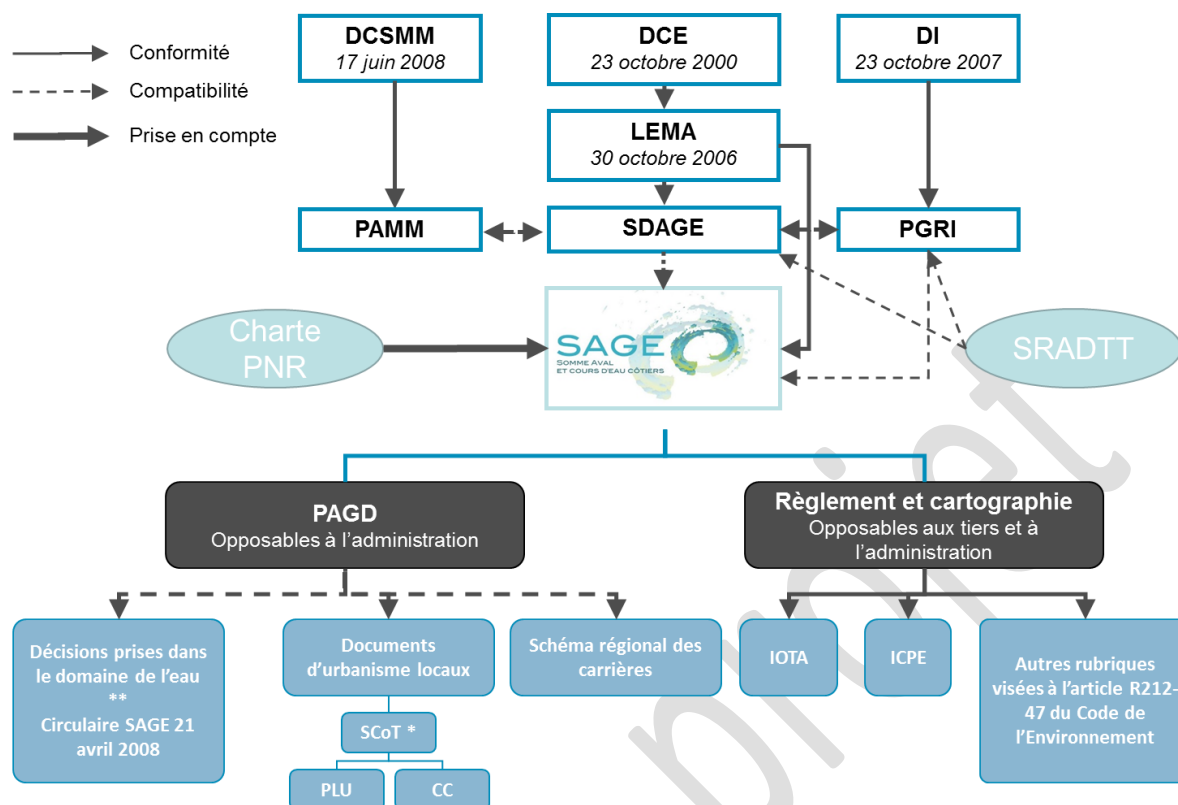 DCSMM
17 juin 2008
DCE
23 octobre 2000
DI
23 octobre 2007
Conformité
Compatibilité
Prise en compte
LEMA
30 octobre 2006
PAMM
SDAGE
PGRI
Charte
PNR
SAGE
SOMME AVAL
ET COURS D'EAU CÔTIERS
SRADTT
PAGD
Opposables à l'administration
Règlement et cartographie
Opposables aux tiers et à
l'administration
Décisions prises dans
le domaine de l'eau
**
Circulaire SAGE 21
avril 2008
Documents
d'urbanisme locaux
SCoT *
PLU
CC
Schéma régional des
carrières
IOTA
ICPE
Autres rubriques
visées à l'article R212-
47 du Code de
l'Environnement
projet